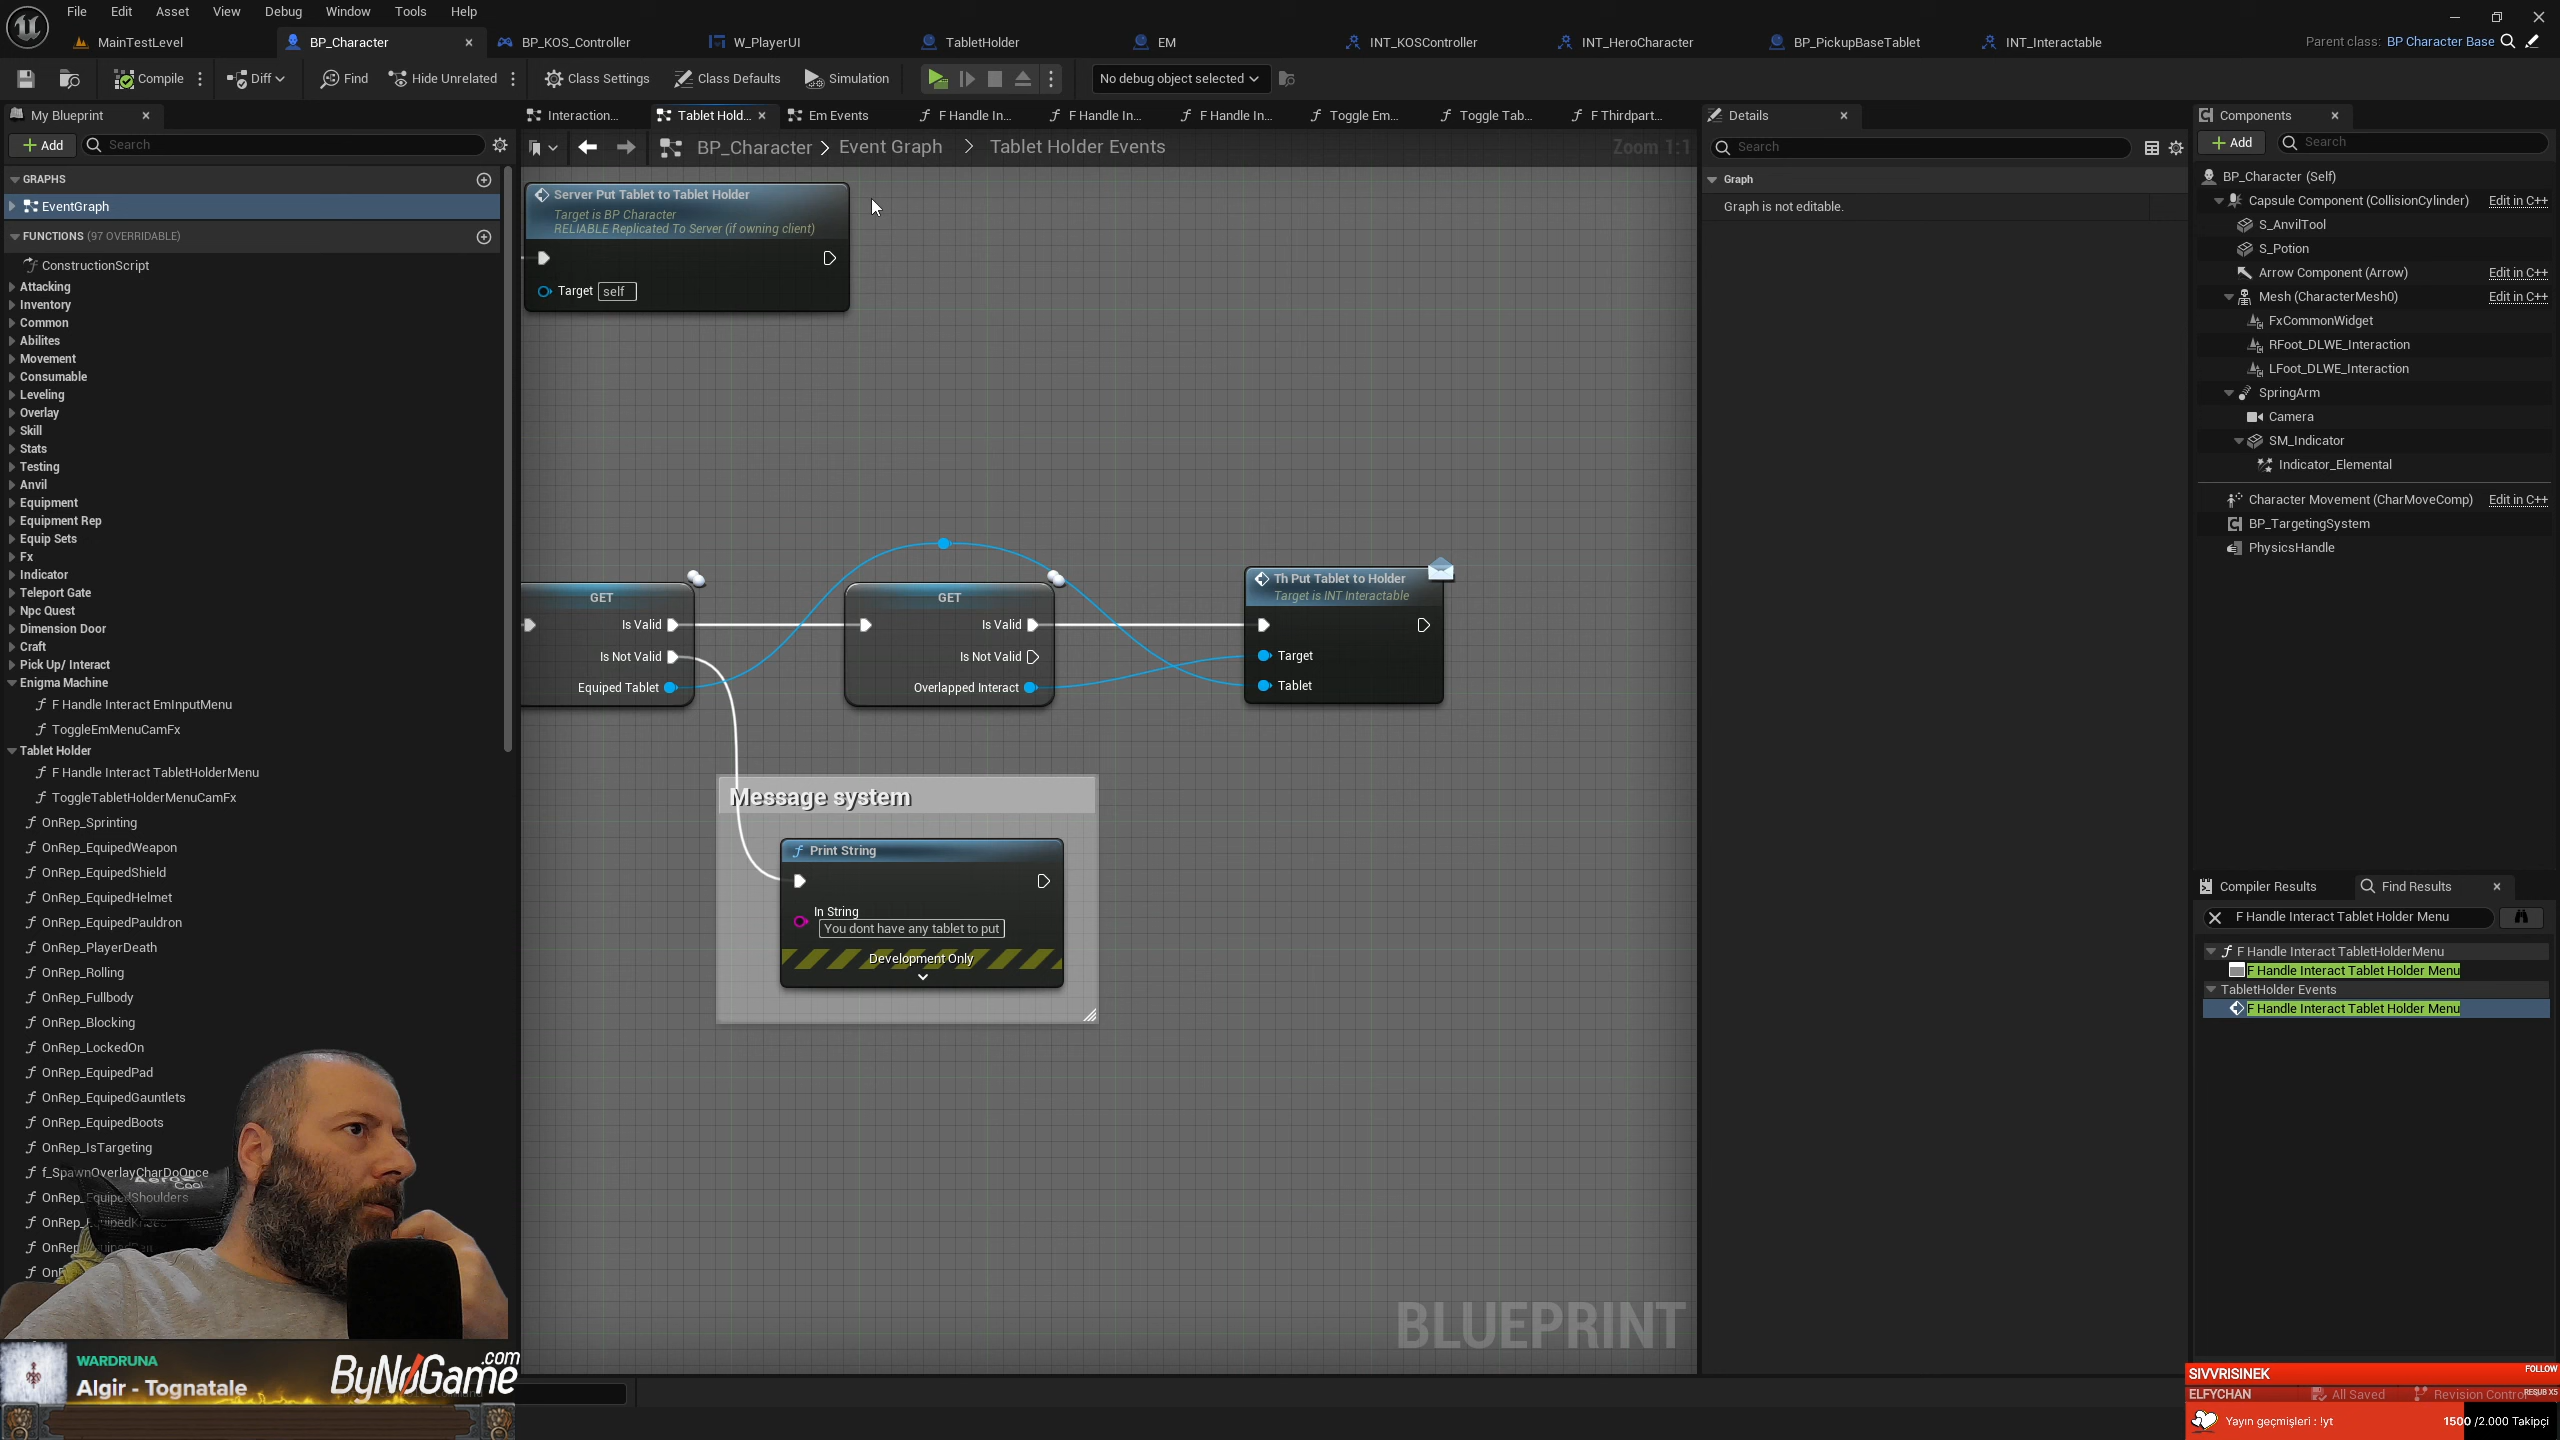 File Edit Asset View Debug Window Tools Help
MainTestLevel BP_Character BP_KOS_Controller W_PlayerUI TabletHolder EM INT_KOSController INT_HeroCharacter BP_PickupBaseTablet INT_Interactable
Parent class: BP Character Base
Compile Diff Find Hide Unrelated Class Settings Class Defaults Simulation No debug object selected
My Blueprint
Add Search
GRAPHS
EventGraph
FUNCTIONS (97 OVERRIDABLE)
ConstructionScript
Attacking
Inventory
Common
Abilites
Movement
Consumable
Leveling
Overlay
Skill
Stats
Testing
Anvil
Equipment
Equipment Rep
Equip Sets
Fx
Indicator
Teleport Gate
Npc Quest
Dimension Door
Craft
Pick Up/ Interact
Enigma Machine
F Handle Interact EmInputMenu
ToggleEmMenuCamFx
Tablet Holder
F Handle Interact TabletHolderMenu
ToggleTabletHolderMenuCamFx
OnRep_Sprinting
OnRep_EquipedWeapon
OnRep_EquipedShield
OnRep_EquipedHelmet
OnRep_EquipedPauldron
OnRep_PlayerDeath
OnRep_Rolling
OnRep_Fullbody
OnRep_Blocking
OnRep_LockedOn
OnRep_EquipedPad
OnRep_EquipedGauntlets
OnRep_EquipedBoots
OnRep_IsTargeting
f_SpawnOverlayCharDoOnce
OnRep_EquipedShoulders
Interaction... Tablet Hold... Em Events F Handle In... F Handle In... F Handle In... Toggle Em... Toggle Tab... F Thirdpart...
BP_Character > Event Graph > Tablet Holder Events
Zoom 1:1
Server Put Tablet to Tablet Holder
Target is BP Character
RELIABLE Replicated To Server (if owning client)
Target self
GET
Is Valid
Is Not Valid
Equiped Tablet
GET
Is Valid
Is Not Valid
Overlapped Interact
Th Put Tablet to Holder
Target is INT Interactable
Target
Tablet
Message system
Print String
In String
You dont have any tablet to put
Development Only
BLUEPRINT
Details
Search
Graph
Graph is not editable.
Components
Add Search
BP_Character (Self)
Capsule Component (CollisionCylinder) Edit in C++
S_AnvilTool
S_Potion
Arrow Component (Arrow) Edit in C++
Mesh (CharacterMesh0) Edit in C++
FxCommonWidget
RFoot_DLWE_Interaction
LFoot_DLWE_Interaction
SpringArm
Camera
SM_Indicator
Indicator_Elemental
Character Movement (CharMoveComp) Edit in C++
BP_TargetingSystem
PhysicsHandle
Compiler Results Find Results
F Handle Interact Tablet Holder Menu
F Handle Interact TabletHolderMenu
F Handle Interact Tablet Holder Menu
TabletHolder Events
F Handle Interact Tablet Holder Menu
WARDRUNA
Algir - Tognatale
ByNoGame.com
SIVVRISINEK FOLLOW
ELFYCHAN All Saved Revision Control RESUB X5
Yayın geçmişleri : !yt 1500 /2.000 Takipçi